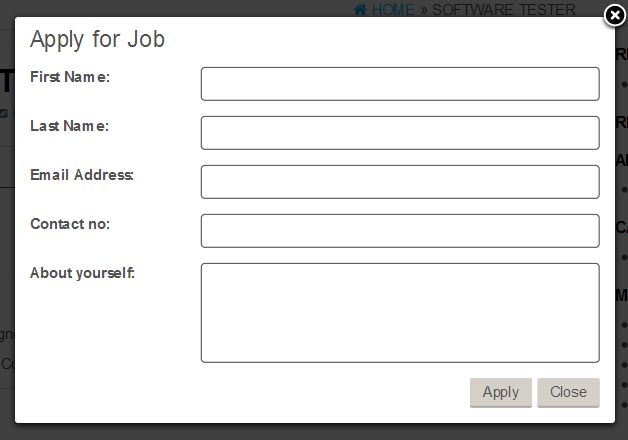 HOME » SOFTWARE TESTER
Apply for Job
First Name:
Last Name:
Email Address:
Contact no:
About yourself:
Apply Close